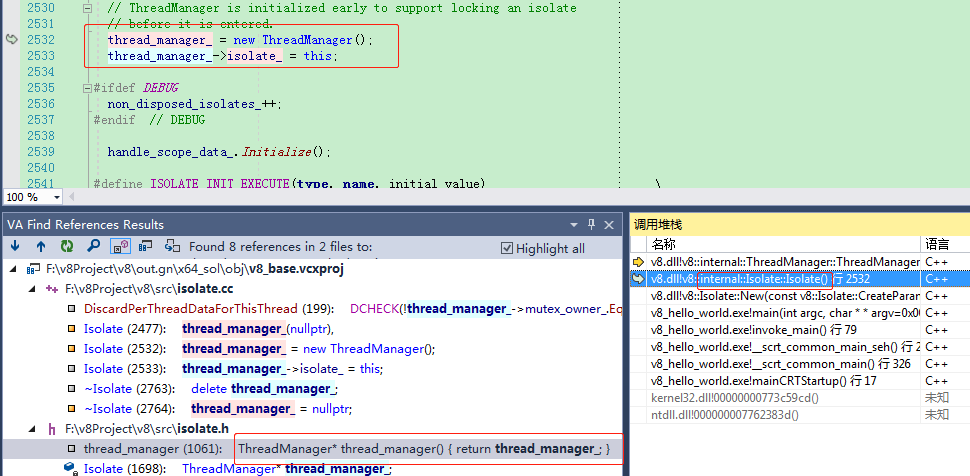 2530 // ThreadManager is initialized early to support locking an isolate
2531 // before it is entered.
2532 thread_manager_ = new ThreadManager();
2533 thread_manager_->isolate_ = this;
2534
2535 #ifdef DEBUG
2536 non_disposed_isolates_++;
2537 #endif // DEBUG
2538
2539 handle_scope_data_.Initialize();
2540
2541 #define ISOLATE_INIT_EXECUTE(type, name, initial_value) \
100 %
VA Find References Results
Found 8 references in 2 files to:
Highlight all
F:\v8Project\v8\out.gn\x64_sol\obj\v8_base.vcxproj
F:\v8Project\v8\src\isolate.cc
DiscardPerThreadDataForThisThread (199): DCHECK(!thread_manager_->mutex_owner_.Eq
Isolate (2477): thread_manager_(nullptr),
Isolate (2532): thread_manager_ = new ThreadManager();
Isolate (2533): thread_manager_->isolate_ = this;
~Isolate (2763): delete thread_manager_;
~Isolate (2764): thread_manager_ = nullptr;
F:\v8Project\v8\src\isolate.h
thread_manager (1061): ThreadManager* thread_manager() { return thread_manager_; }
Isolate (1698): ThreadManager* thread_manager_;
调用堆栈
名称 语言
v8.dll!v8::internal::ThreadManager::ThreadManager C++
v8.dll!v8::internal::Isolate::Isolate() 行 2532 C++
v8.dll!v8::Isolate::New(const v8::Isolate::CreateParan C++
v8_hello_world.exe!main(int argc, char * * argv=0x00 C++
v8_hello_world.exe!invoke_main() 行 79 C++
v8_hello_world.exe!__scrt_common_main_seh() 行 2 C++
v8_hello_world.exe!__scrt_common_main() 行 326 C++
v8_hello_world.exe!mainCRTStartup() 行 17 C++
kernel32.dll!00000000773c59cd() 未知
ntdll.dll!000000007762383d() 未知